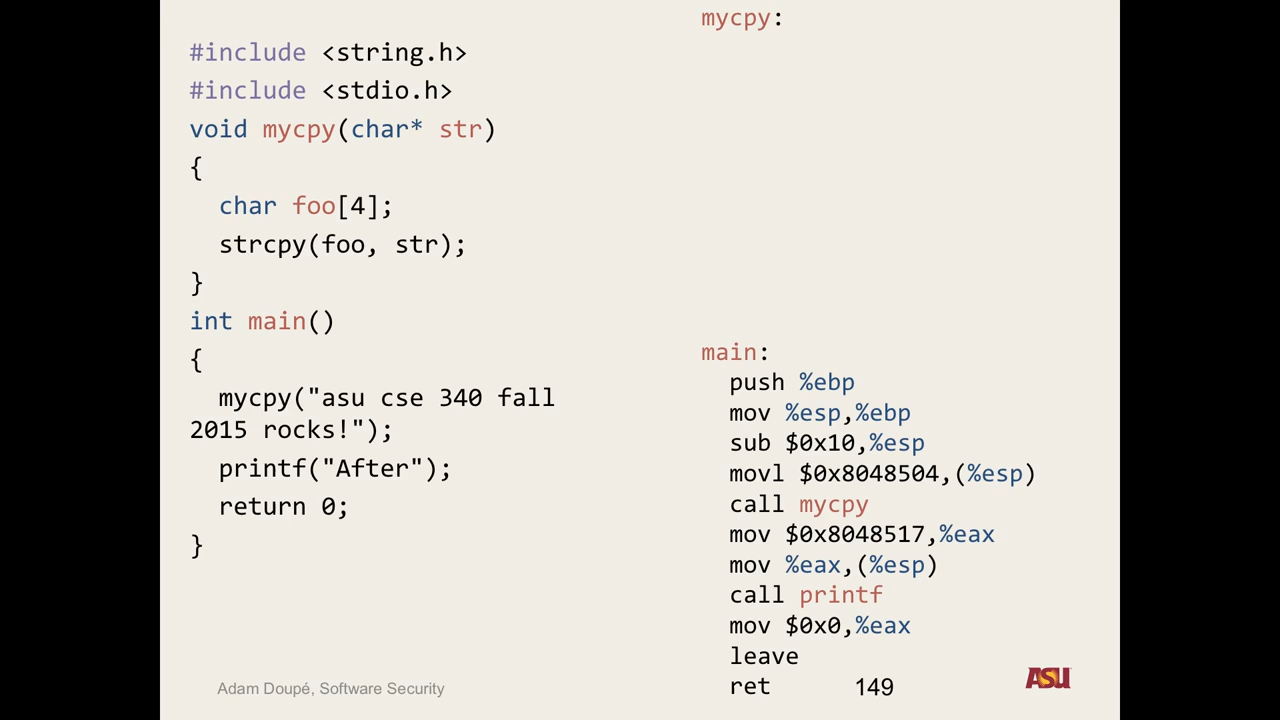 #include <string.h>
#include <stdio.h>
void mycpy(char* str)
{
  char foo[4];
  strcpy(foo, str);
}
int main()
{
  mycpy("asu cse 340 fall
2015 rocks!");
  printf("After");
  return 0;
}
mycpy:
main:
  push %ebp
  mov %esp,%ebp
  sub $0x10,%esp
  movl $0x8048504,(%esp)
  call mycpy
  mov $0x8048517,%eax
  mov %eax,(%esp)
  call printf
  mov $0x0,%eax
  leave
  ret
Adam Doupé, Software Security
149
ASU